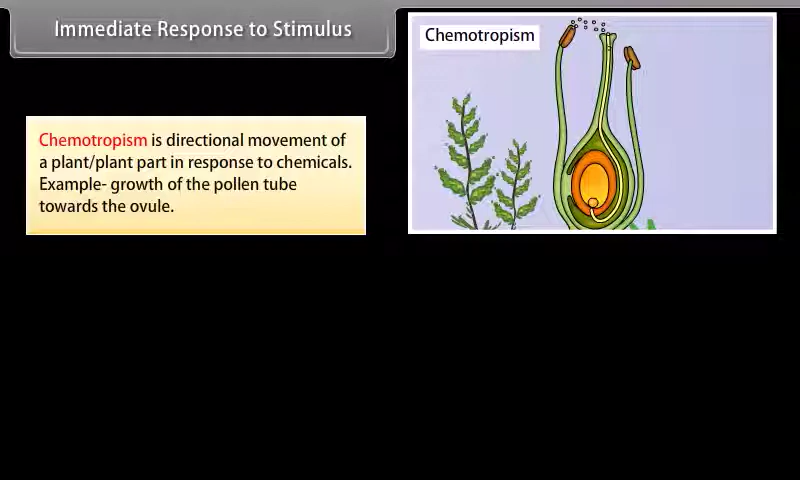 Immediate Response to Stimulus
Chemotropism
Chemotropism is directional movement of
a plant/plant part in response to chemicals.
Example- growth of the pollen tube
towards the ovule.